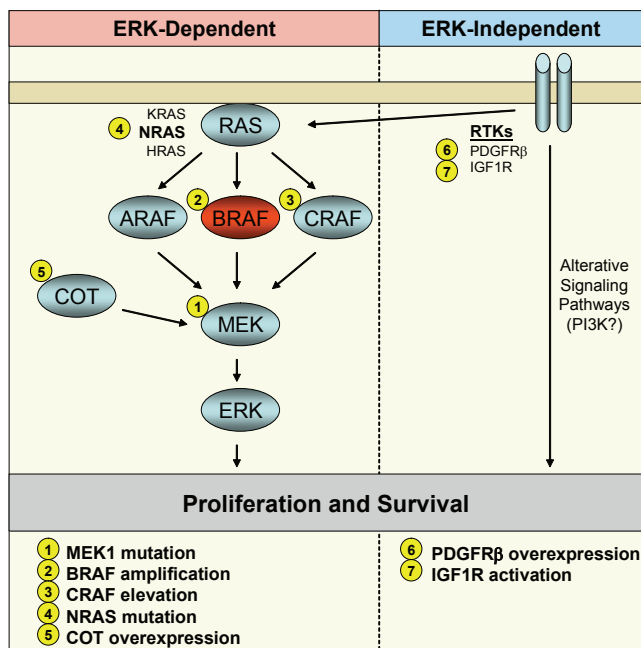 ERK-Dependent
ERK-Independent
KRAS
4 NRAS
HRAS
RAS
RTKs
6 PDGFRβ
7 IGF1R
ARAF
2 BRAF
3 CRAF
5 COT
1 MEK
Alterative
Signaling
Pathways
(PI3K?)
ERK
Proliferation and Survival
1 MEK1 mutation
2 BRAF amplification
3 CRAF elevation
4 NRAS mutation
5 COT overexpression
6 PDGFRβ overexpression
7 IGF1R activation